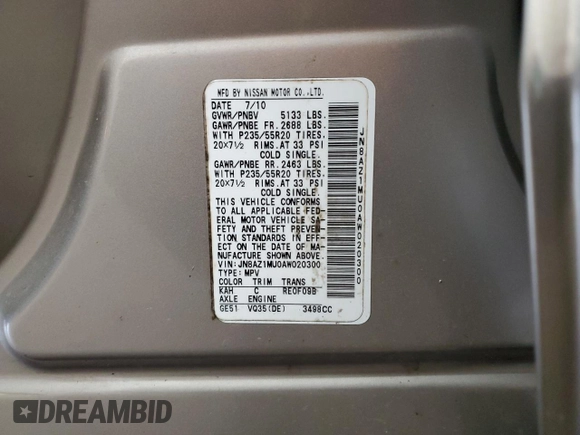 MFD BY NISSAN MOTOR CO.,LTD.
DATE 7/10
GVWR/PNBV 5133 LBS.
GAWR/PNBE FR. 2688 LBS.
WITH P235/55R20 TIRES.
20×7½ RIMS. AT 33 PSI
COLD SINGLE.
GAWR/PNBE RR. 2463 LBS.
WITH P235/55R20 TIRES.
20×7½ RIMS. AT 33 PSI
COLD SINGLE.
THIS VEHICLE CONFORMS
TO ALL APPLICABLE FED-
ERAL MOTOR VEHICLE SA-
FETY AND THEFT PREVEN-
TION STANDARDS IN EFF-
ECT ON THE DATE OF MA-
NUFACTURE SHOWN ABOVE.
VIN: JN8AZ1MU0AW020300
TYPE: MPV
COLOR TRIM TRANS
KAH C RE0F09B
AXLE ENGINE
GE51 VQ35(DE) 3498CC
JN8AZ1MU0AW020300
DREAMBID